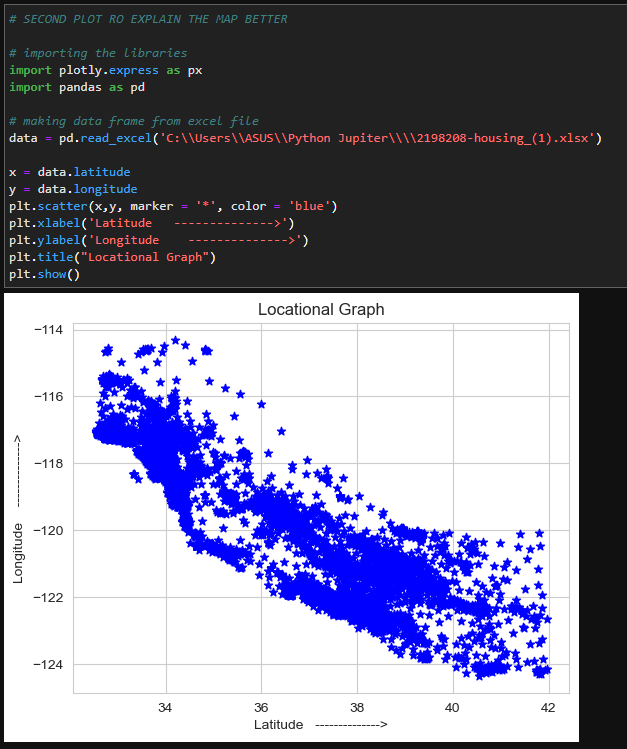 # SECOND PLOT RO EXPLAIN THE MAP BETTER
# importing the libraries
import plotly.express as px
import pandas as pd
# making data frame from excel file
data = pd.read_excel('C:\\Users\\ASUS\\Python Jupiter\\\\2198208-housing_(1).xlsx')
x = data.latitude
y = data.longitude
plt.scatter(x,y, marker = '*', color = 'blue')
plt.xlabel('Latitude   -------------->')
plt.ylabel('Longitude    -------------->')
plt.title("Locational Graph")
plt.show()
Locational Graph
−114
−116
−118
−120
−122
−124
Longitude    -------------->
34
36
38
40
42
Latitude   -------------->